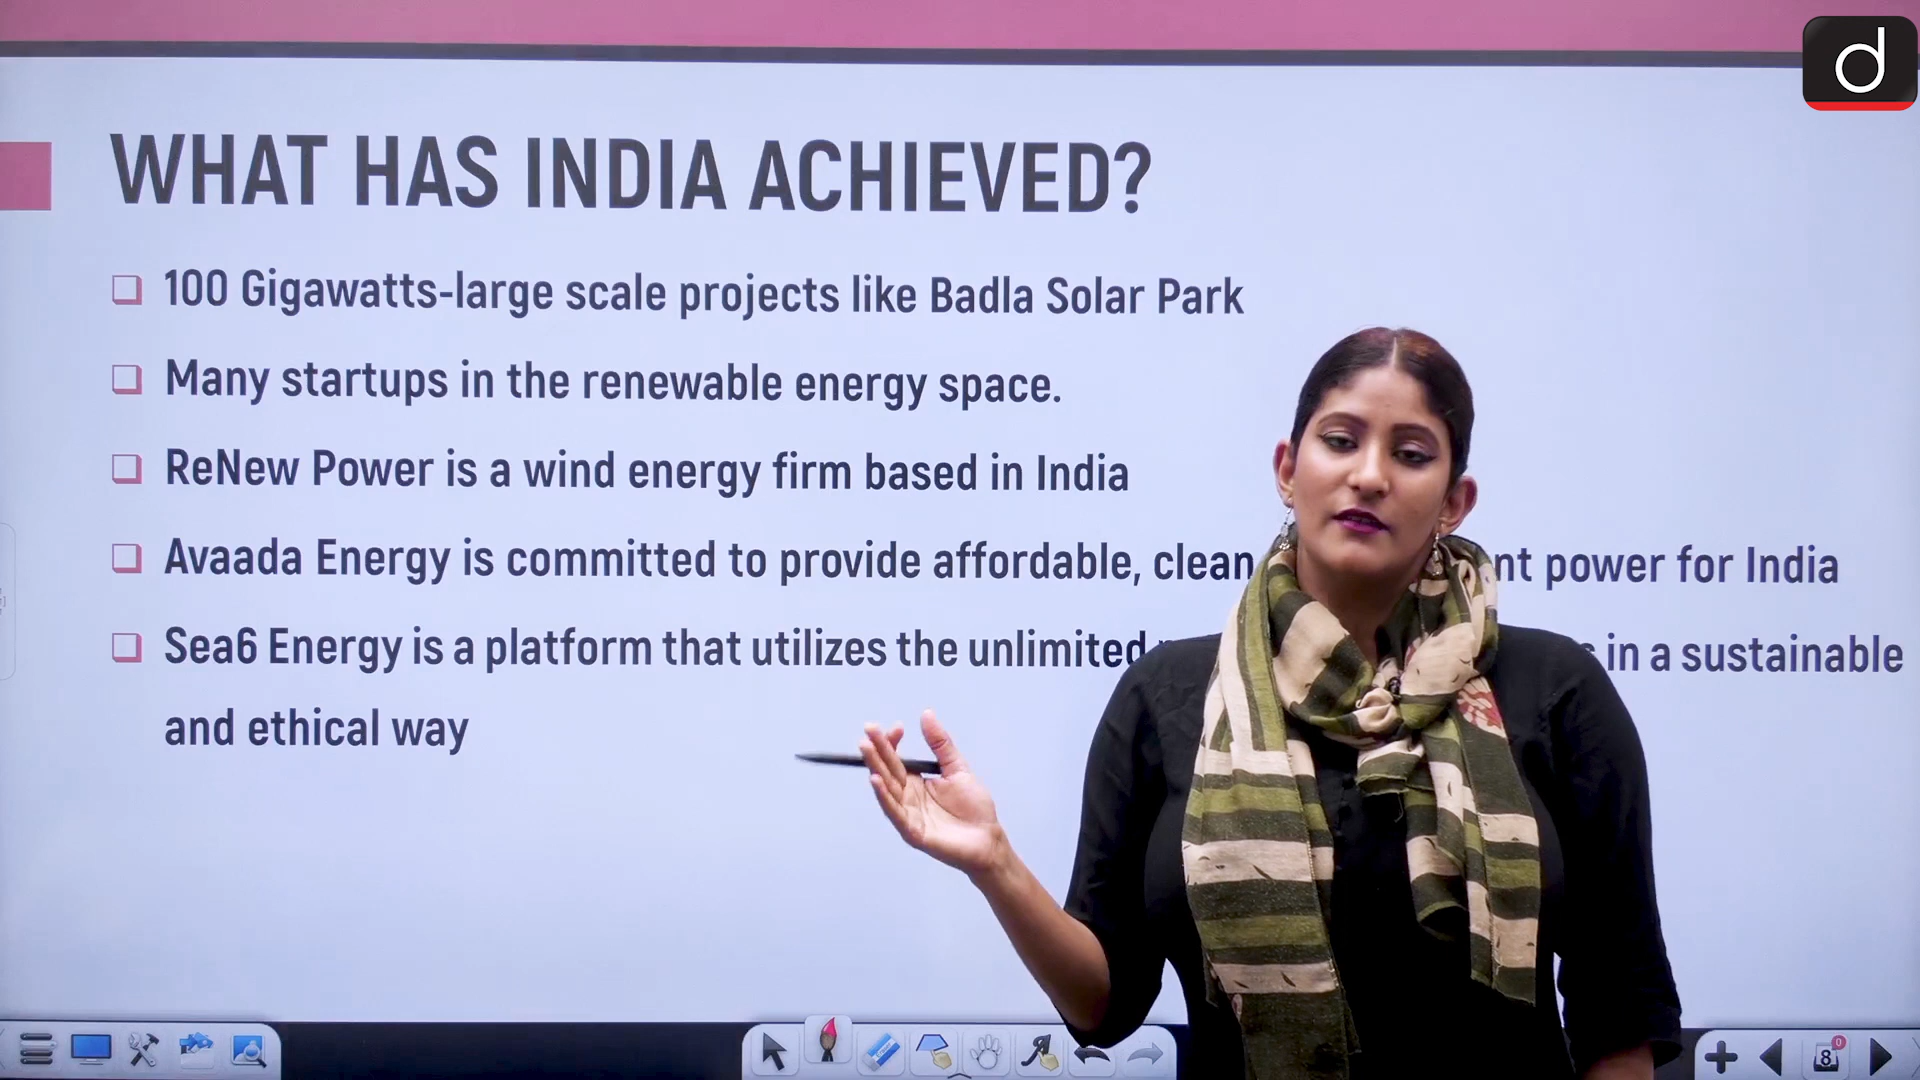 d
WHAT HAS INDIA ACHIEVED?
100 Gigawatts-large scale projects like Badla Solar Park
Many startups in the renewable energy space.
ReNew Power is a wind energy firm based in India
Avaada Energy is committed to provide affordable, clean nt power for India
Sea6 Energy is a platform that utilizes the unlimited in a sustainable
and ethical way
8
0